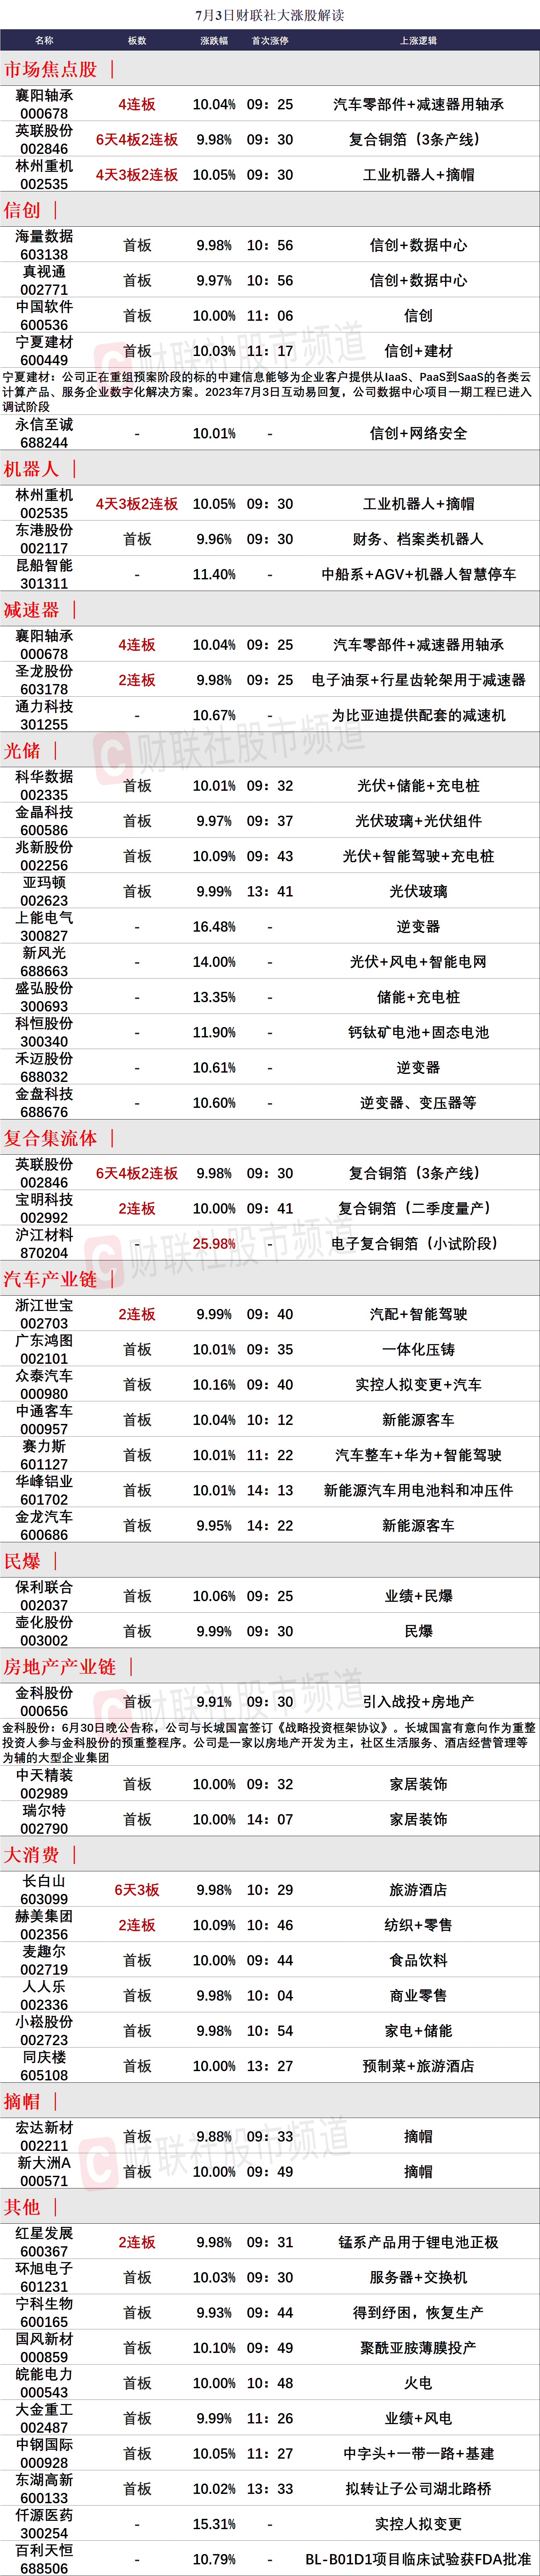 7月3日财联社大涨股解读
名称 板数 涨跌幅 首次涨停 上涨逻辑
市场焦点股
襄阳轴承 000678 4连板 10.04% 09：25 汽车零部件+减速器用轴承
英联股份 002846 6天4板2连板 9.98% 09：30 复合铜箔（3条产线）
林州重机 002535 4天3板2连板 10.05% 09：30 工业机器人+摘帽
信创
海量数据 603138 首板 9.98% 10：56 信创+数据中心
真视通 002771 首板 9.97% 10：56 信创+数据中心
中国软件 600536 首板 10.00% 11：06 信创
宁夏建材 600449 首板 10.03% 11：17 信创+建材
宁夏建材：公司正在重组预案阶段的标的中建信息能够为企业客户提供从IaaS、PaaS到SaaS的各类云
计算产品、服务企业数字化解决方案。2023年7月3日互动易回复，公司数据中心项目一期工程已进入
调试阶段
永信至诚 688244 - 10.01% - 信创+网络安全
机器人
林州重机 002535 4天3板2连板 10.05% 09：30 工业机器人+摘帽
东港股份 002117 首板 9.96% 09：30 财务、档案类机器人
昆船智能 301311 - 11.40% - 中船系+AGV+机器人智慧停车
减速器
襄阳轴承 000678 4连板 10.04% 09：25 汽车零部件+减速器用轴承
圣龙股份 603178 2连板 9.98% 09：25 电子油泵+行星齿轮架用于减速器
通力科技 301255 - 10.67% - 为比亚迪提供配套的减速机
光储
科华数据 002335 首板 10.01% 09：32 光伏+储能+充电桩
金晶科技 600586 首板 9.97% 09：37 光伏玻璃+光伏组件
兆新股份 002256 首板 10.09% 09：43 光伏+智能驾驶+充电桩
亚玛顿 002623 首板 9.99% 13：41 光伏玻璃
上能电气 300827 - 16.48% - 逆变器
新风光 688663 - 14.00% - 光伏+风电+智能电网
盛弘股份 300693 - 13.35% - 储能+充电桩
科恒股份 300340 - 11.90% - 钙钛矿电池+固态电池
禾迈股份 688032 - 10.61% - 逆变器
金盘科技 688676 - 10.60% - 逆变器、变压器等
复合集流体
英联股份 002846 6天4板2连板 9.98% 09：30 复合铜箔（3条产线）
宝明科技 002992 2连板 10.00% 09：41 复合铜箔（二季度量产）
沪江材料 870204 - 25.98% - 电子复合铜箔（小试阶段）
汽车产业链
浙江世宝 002703 2连板 9.99% 09：40 汽配+智能驾驶
广东鸿图 002101 首板 10.01% 09：35 一体化压铸
众泰汽车 000980 首板 10.16% 09：40 实控人拟变更+汽车
中通客车 000957 首板 10.04% 10：12 新能源客车
赛力斯 601127 首板 10.01% 11：22 汽车整车+华为+智能驾驶
华峰铝业 601702 首板 10.01% 14：13 新能源汽车用电池料和冲压件
金龙汽车 600686 首板 9.95% 14：22 新能源客车
民爆
保利联合 002037 首板 10.06% 09：25 业绩+民爆
壶化股份 003002 首板 9.99% 09：30 民爆
房地产产业链
金科股份 000656 首板 9.91% 09：30 引入战投+房地产
金科股份：6月30日晚公告称，公司与长城国富签订《战略投资框架协议》。长城国富有意向作为重整
投资人参与金科股份的预重整程序。公司是一家以房地产开发为主，社区生活服务、酒店经营管理等
为辅的大型企业集团
中天精装 002989 首板 10.00% 09：32 家居装饰
瑞尔特 002790 首板 10.00% 14：07 家居装饰
大消费
长白山 603099 6天3板 9.98% 10：29 旅游酒店
赫美集团 002356 2连板 10.09% 10：46 纺织+零售
麦趣尔 002719 首板 10.00% 09：44 食品饮料
人人乐 002336 首板 9.98% 10：04 商业零售
小崧股份 002723 首板 9.98% 10：54 家电+储能
同庆楼 605108 首板 10.00% 13：27 预制菜+旅游酒店
摘帽
宏达新材 002211 首板 9.88% 09：33 摘帽
新大洲A 000571 首板 10.00% 09：49 摘帽
其他
红星发展 600367 2连板 9.98% 09：31 锰系产品用于锂电池正极
环旭电子 601231 首板 10.03% 09：30 服务器+交换机
宁科生物 600165 首板 9.93% 09：44 得到纾困，恢复生产
国风新材 000859 首板 10.10% 09：49 聚酰亚胺薄膜投产
皖能电力 000543 首板 10.00% 10：48 火电
大金重工 002487 首板 9.99% 11：26 业绩+风电
中钢国际 000928 首板 10.05% 11：27 中字头+一带一路+基建
东湖高新 600133 首板 10.02% 13：33 拟转让子公司湖北路桥
仟源医药 300254 - 15.31% - 实控人拟变更
百利天恒 688506 - 10.79% - BL-B01D1项目临床试验获FDA批准
财联社股市频道
财联社股市频道
财联社股市频道
财联社股市频道
财联社股市频道